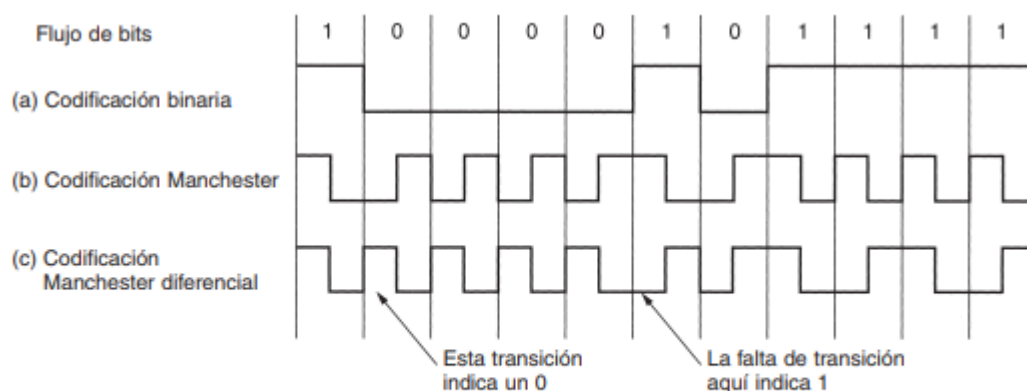 Flujo de bits 1 0 0 0 0 1 0 1 1 1 1
(a) Codificación binaria
(b) Codificación Manchester
(c) Codificación
Manchester diferencial
Esta transición
indica un 0
La falta de transición
aquí indica 1